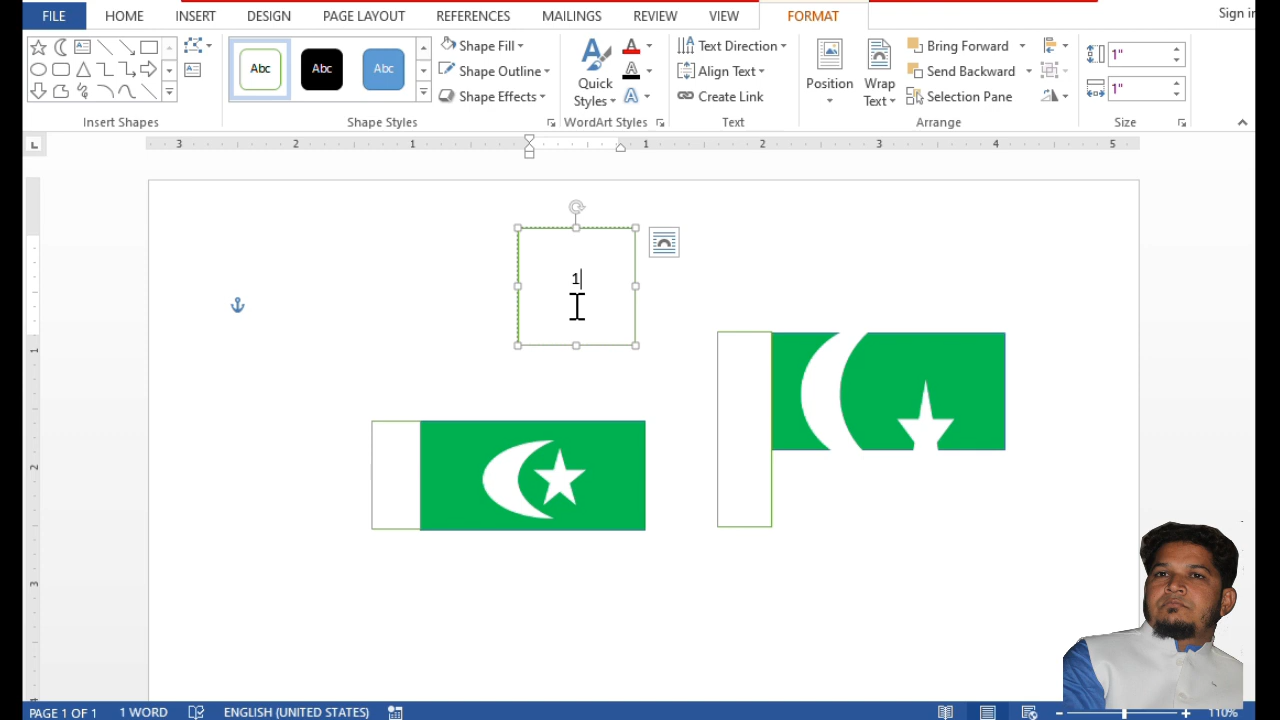 FILE HOME INSERT DESIGN PAGE LAYOUT REFERENCES MAILINGS REVIEW VIEW FORMAT Sign in
Abc Abc Abc
Shape Fill
Shape Outline
Shape Effects
Quick
Styles
A
A
A
Text Direction
Align Text
Create Link
Position
Wrap
Text
Bring Forward
Send Backward
Selection Pane
1"
1"
Insert Shapes Shape Styles WordArt Styles Text Arrange Size
L 3 2 1 1 2 3 4 5
1
1
2
3
PAGE 1 OF 1 1 WORD ENGLISH (UNITED STATES) 110%